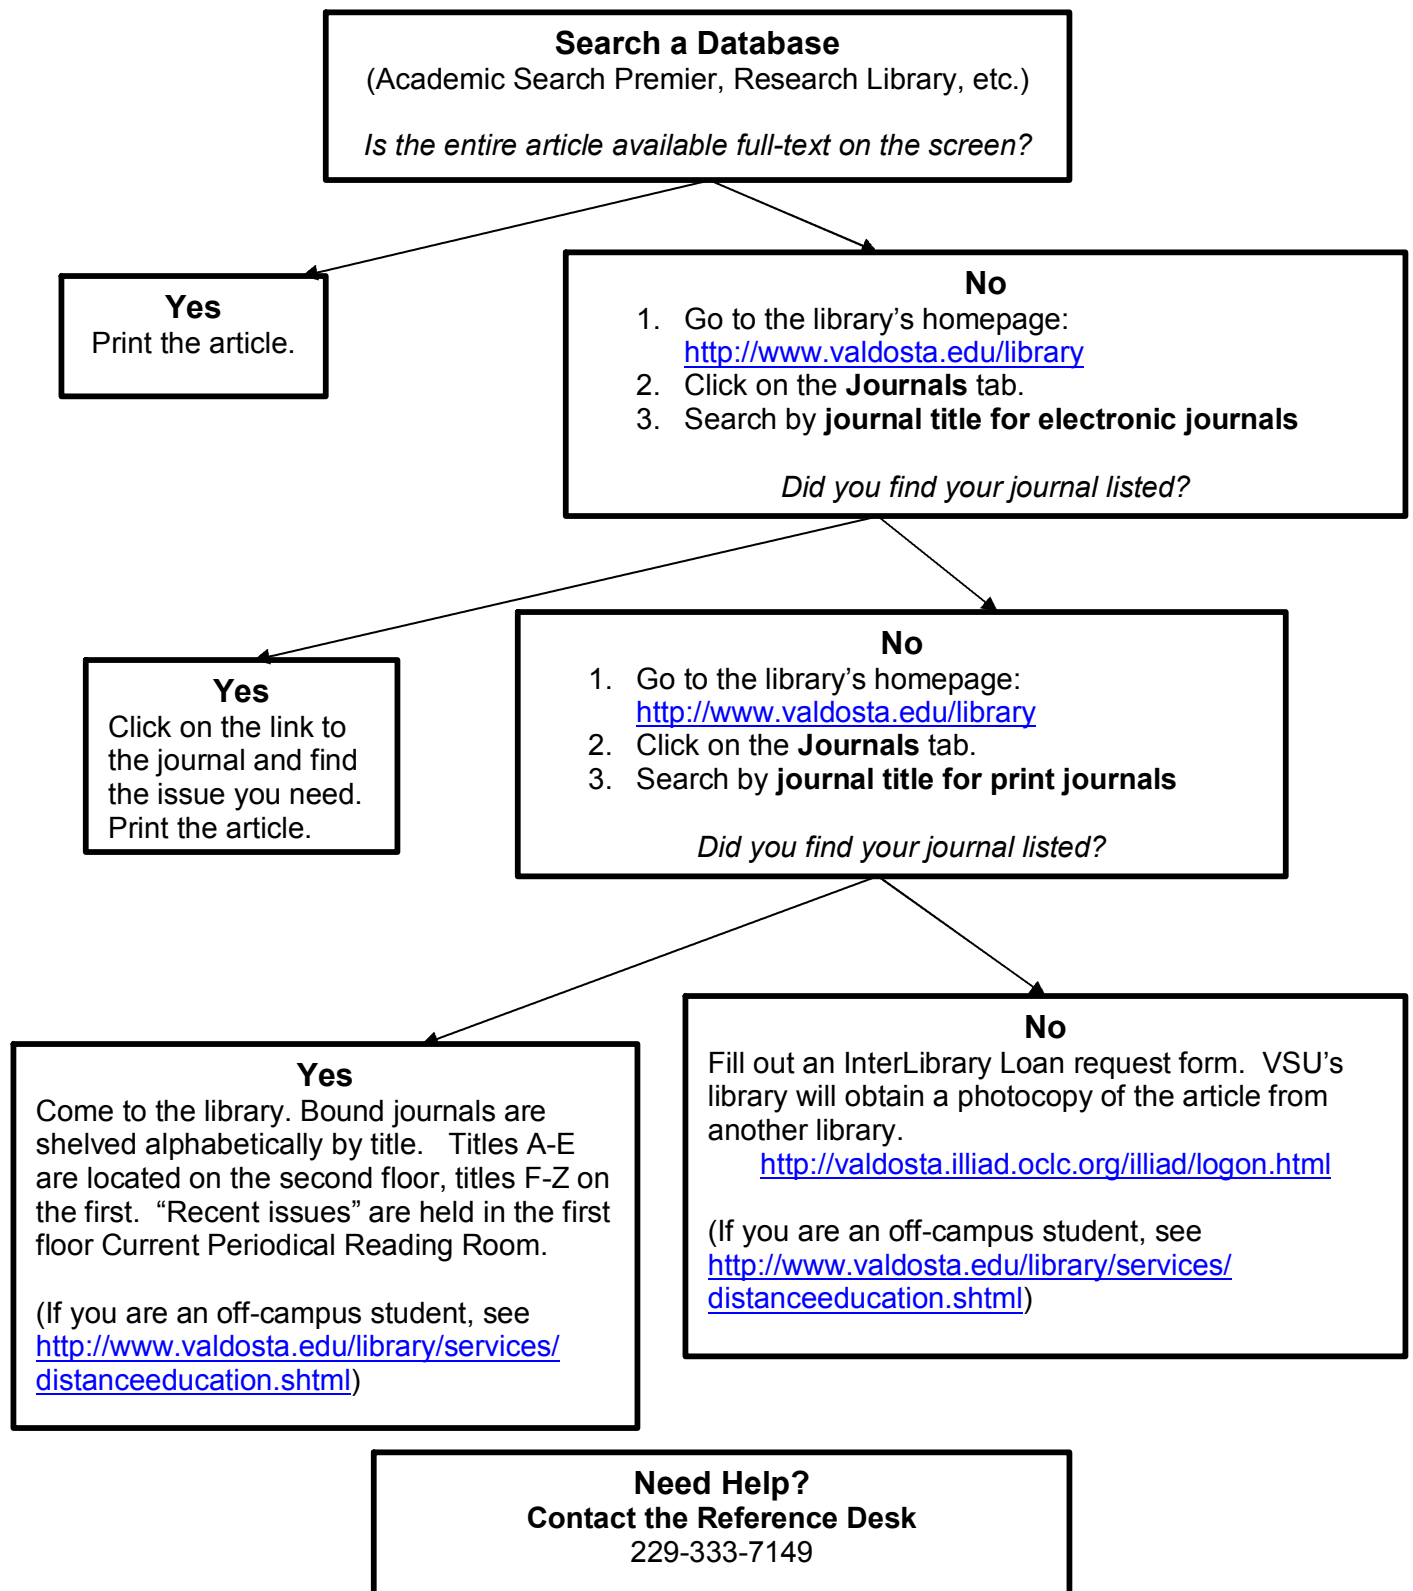 Search a Database
(Academic Search Premier, Research Library, etc.)
Is the entire article available full-text on the screen?
Yes
Print the article.
No
1. Go to the library’s homepage:
http://www.valdosta.edu/library
2. Click on the Journals tab.
3. Search by journal title for electronic journals
Did you find your journal listed?
Yes
Click on the link to
the journal and find
the issue you need.
Print the article.
No
1. Go to the library’s homepage:
http://www.valdosta.edu/library
2. Click on the Journals tab.
3. Search by journal title for print journals
Did you find your journal listed?
Yes
Come to the library. Bound journals are
shelved alphabetically by title. Titles A-E
are located on the second floor, titles F-Z on
the first. “Recent issues” are held in the first
floor Current Periodical Reading Room.
(If you are an off-campus student, see
http://www.valdosta.edu/library/services/
distanceeducation.shtml)
No
Fill out an InterLibrary Loan request form. VSU’s
library will obtain a photocopy of the article from
another library.
http://valdosta.illiad.oclc.org/illiad/logon.html
(If you are an off-campus student, see
http://www.valdosta.edu/library/services/
distanceeducation.shtml)
Need Help?
Contact the Reference Desk
229-333-7149